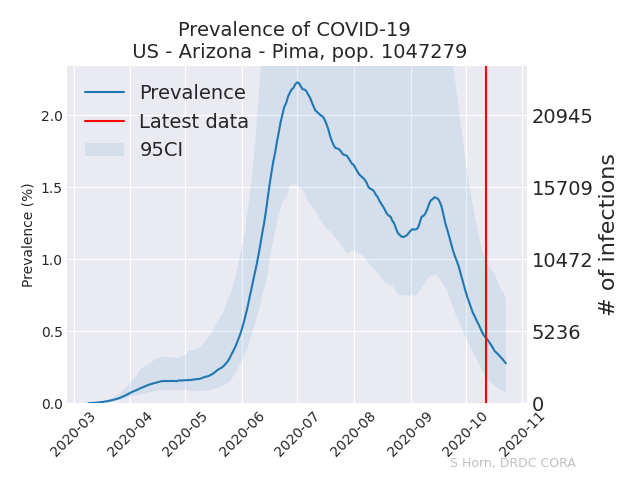 Prevalence of COVID-19
US - Arizona - Pima, pop. 1047279
Prevalence
Latest data
95CI
Prevalence (%)
2.0
1.5
1.0
0.5
0.0
20945
15709
10472
5236
0
# of infections
2020-03
2020-04
2020-05
2020-06
2020-07
2020-08
2020-09
2020-10
2020-11
S Horn, DRDC CORA